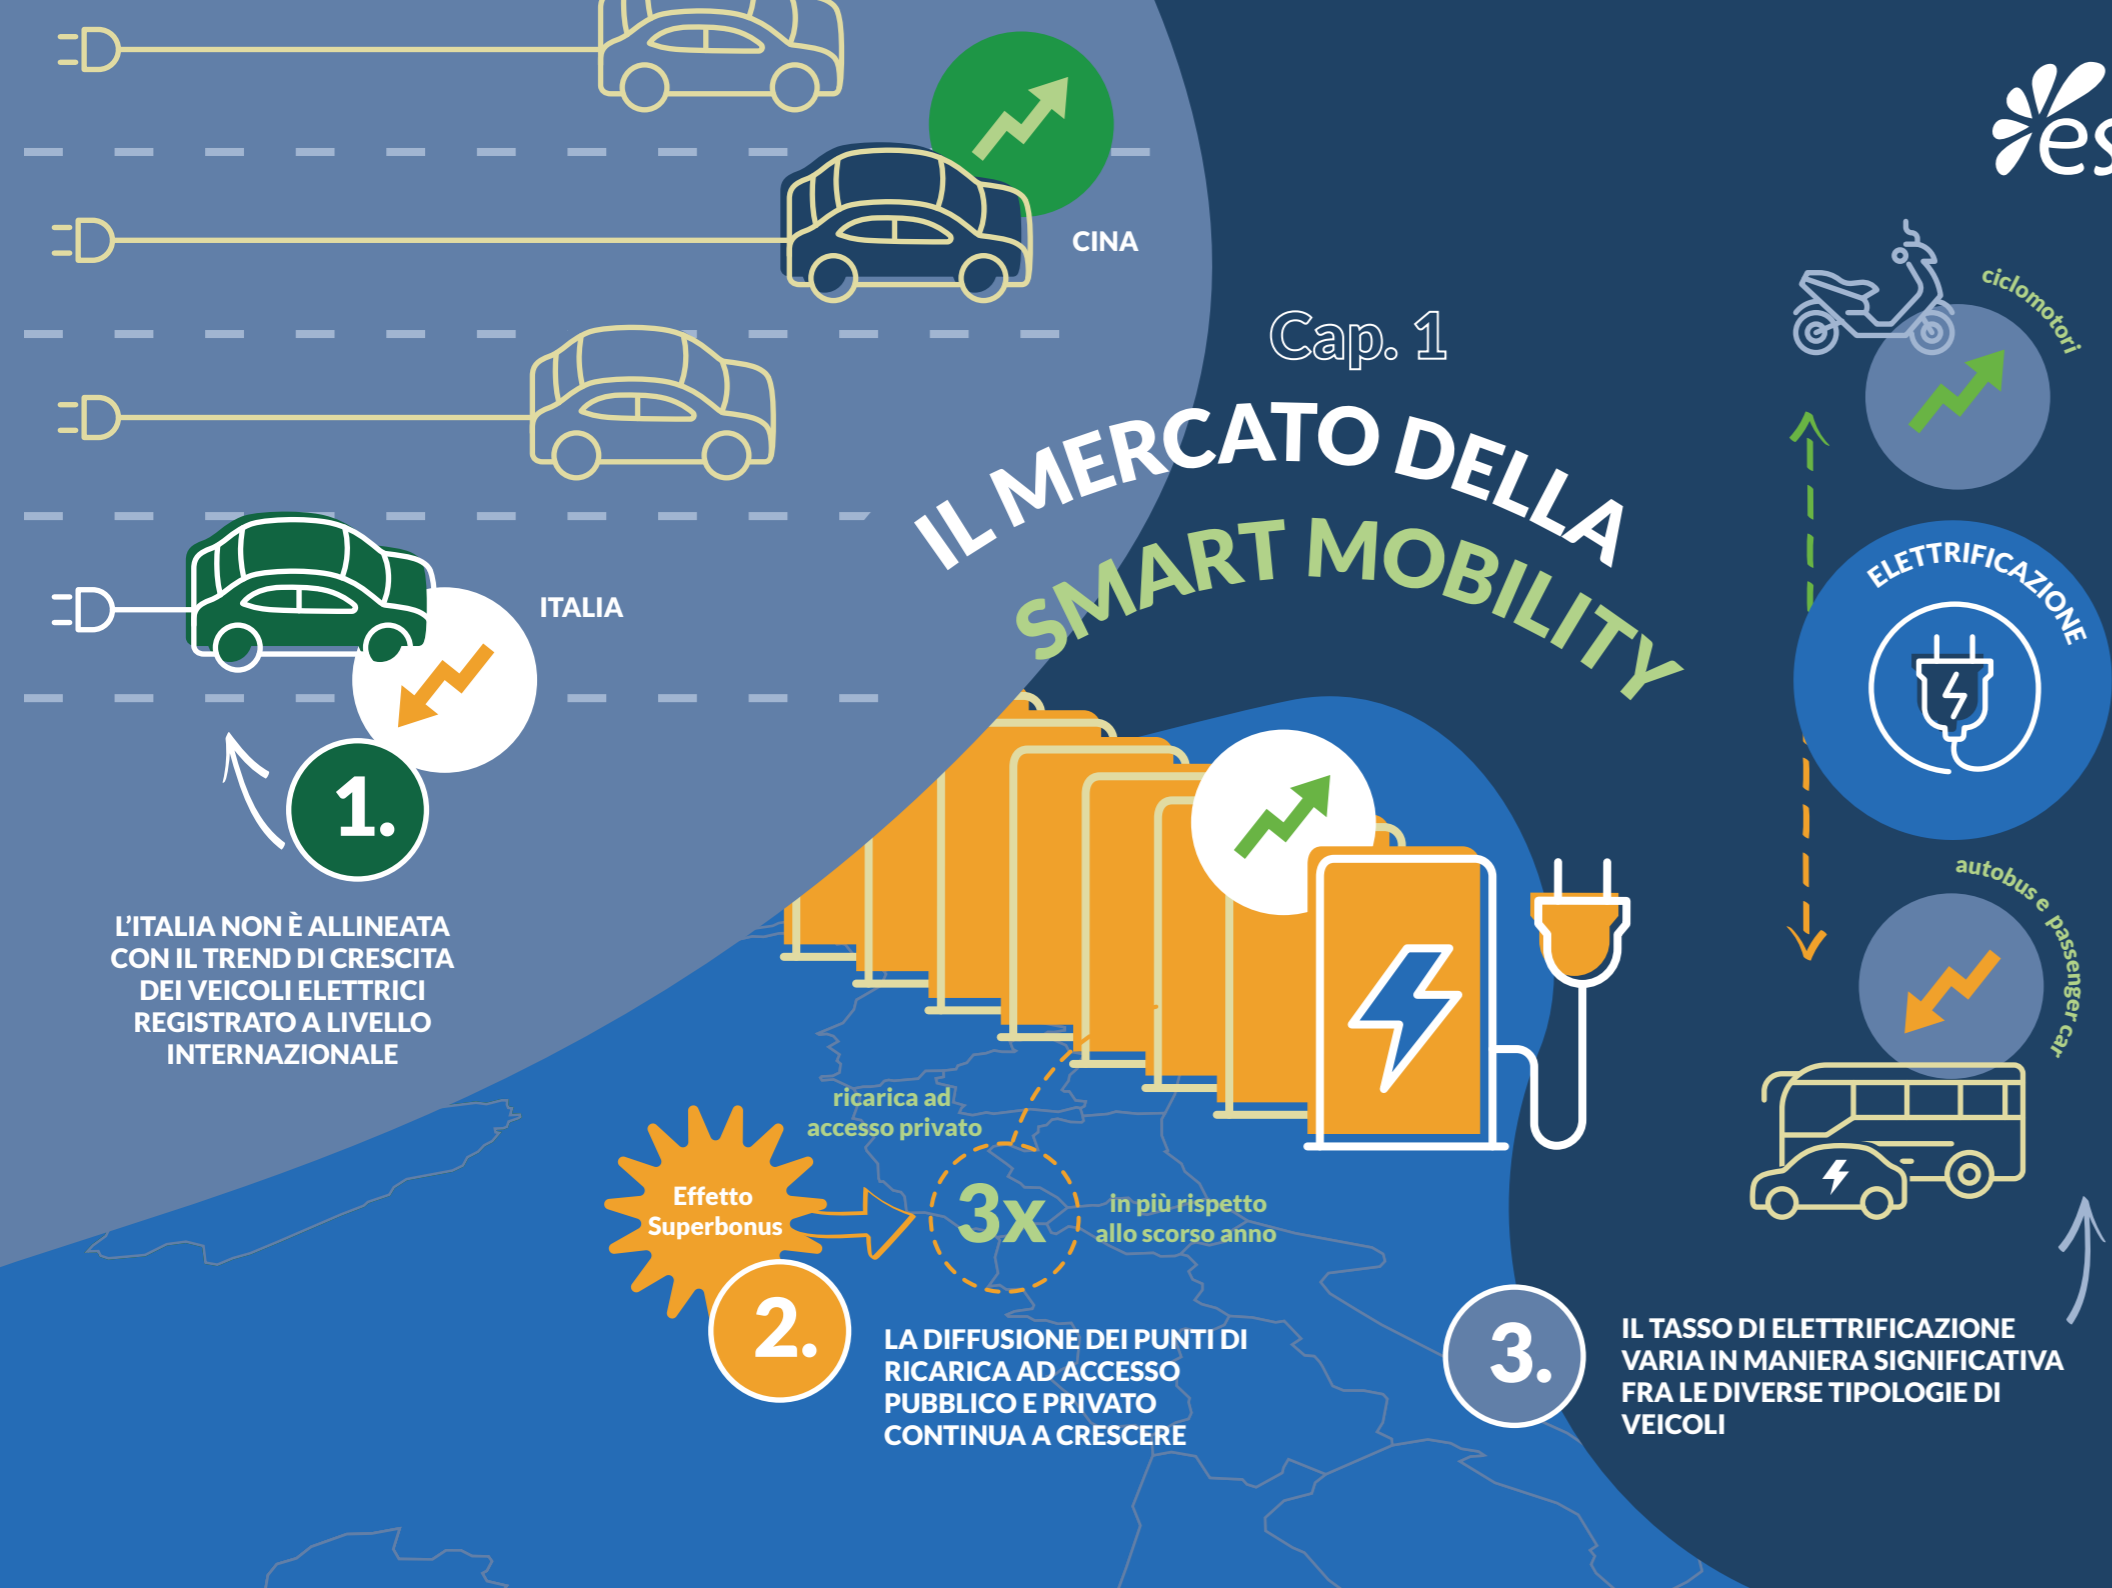 CINA
ITALIA
Cap. 1
IL MERCATO DELLA
SMART MOBILITY
1.
L'ITALIA NON È ALLINEATA
CON IL TREND DI CRESCITA
DEI VEICOLI ELETTRICI
REGISTRATO A LIVELLO
INTERNAZIONALE
ricarica ad
accesso privato
Effetto
Superbonus
3x
in più rispetto
allo scorso anno
2.
LA DIFFUSIONE DEI PUNTI DI
RICARICA AD ACCESSO
PUBBLICO E PRIVATO
CONTINUA A CRESCERE
es
ciclomotori
ELETTRIFICAZIONE
autobus e passenger car
3.
IL TASSO DI ELETTRIFICAZIONE
VARIA IN MANIERA SIGNIFICATIVA
FRA LE DIVERSE TIPOLOGIE DI
VEICOLI